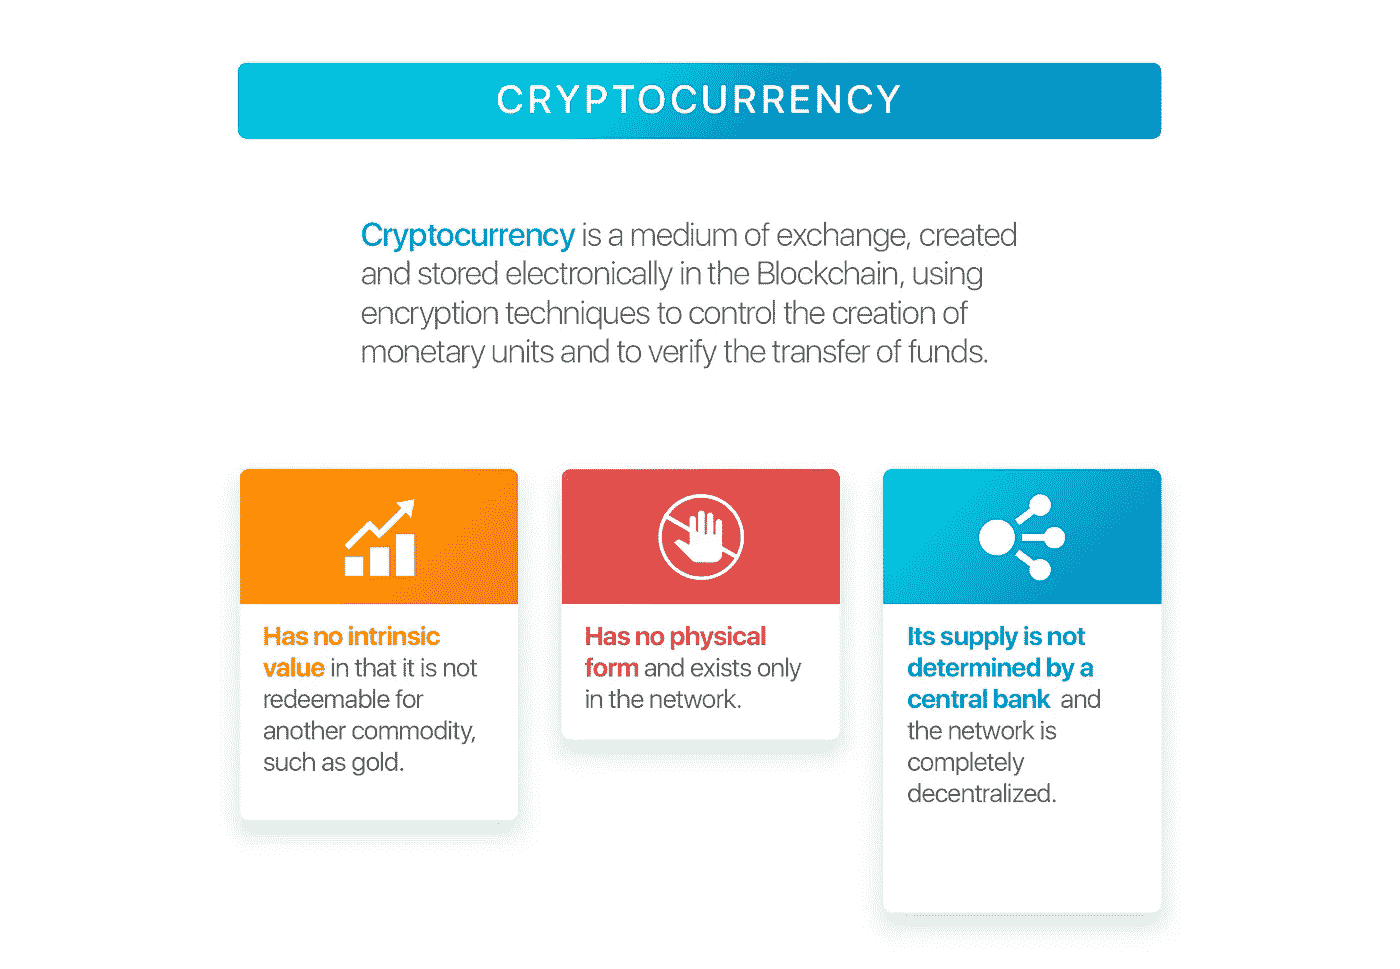 CRYPTOCURRENCY
Cryptocurrency is a medium of exchange, created
and stored electronically in the Blockchain, using
encryption techniques to control the creation of
monetary units and to verify the transfer of funds.
Has no intrinsic
value in that it is not
redeemable for
another commodity,
such as gold.
Has no physical
form and exists only
in the network.
Its supply is not
determined by a
central bank and
the network is
completely
decentralized.